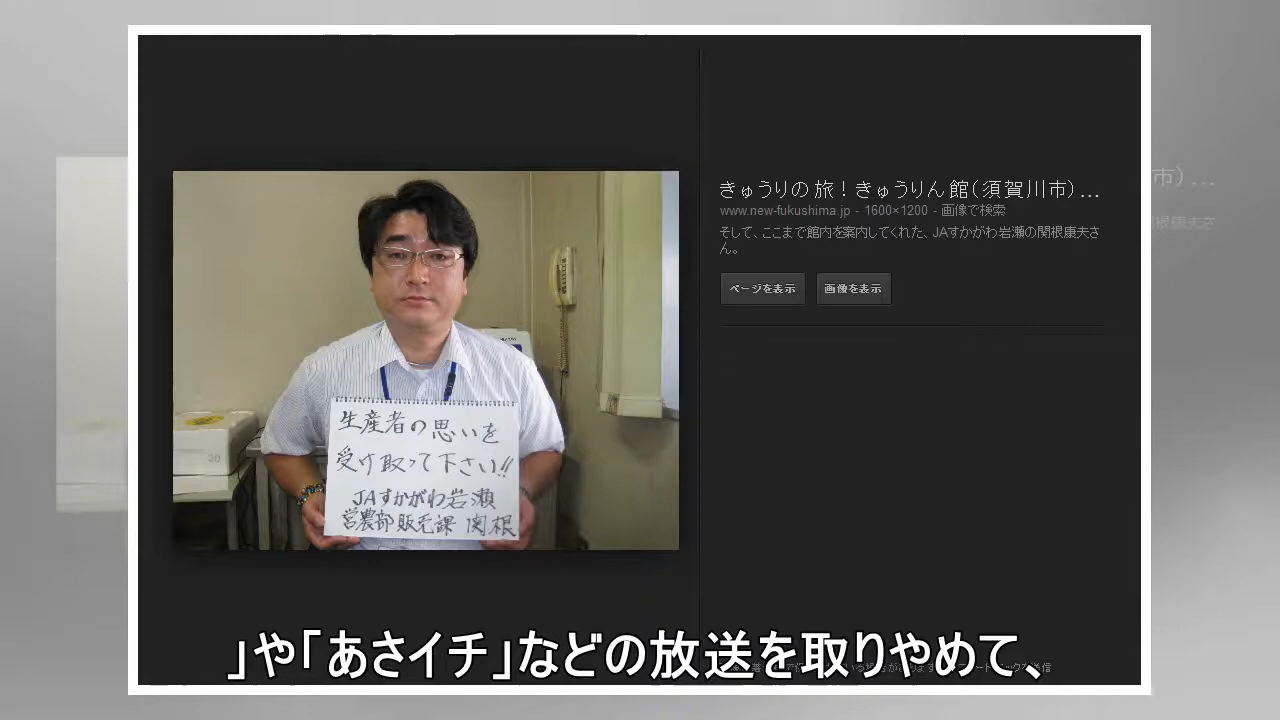 きゅうりの旅！きゅうりん館（須賀川市）...
www.new-fukushima.jp - 1600×1200 - 画像で検索
そして、ここまで館内を案内してくれた、JAすかがわ岩瀬の関根康夫さ
ん。
ページを表示 画像を表示
生産者の思いを
受け取って下さい!!
JAすかがわ岩瀬
営農部販売課 関根
」や「あさイチ」などの放送を取りやめて、
市）...